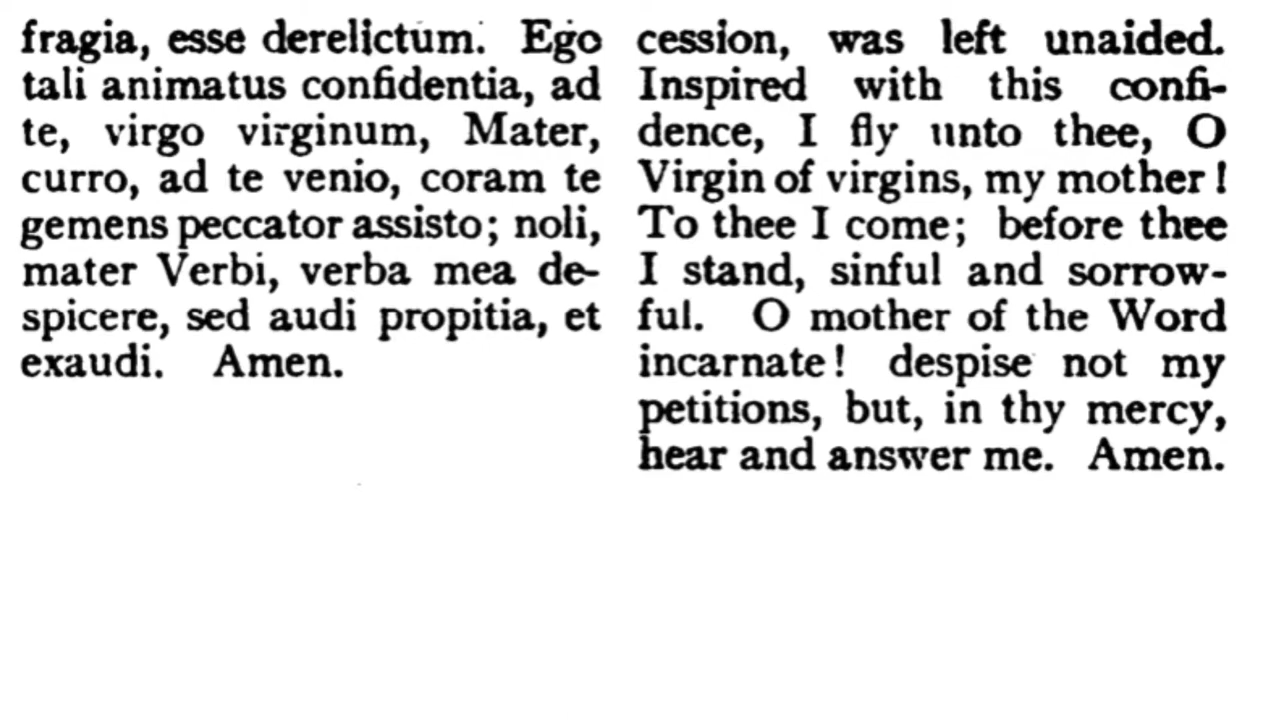 fragia, esse derelictum. Ego
tali animatus confidentia, ad
te, virgo virginum, Mater,
curro, ad te venio, coram te
gemens peccator assisto; noli,
mater Verbi, verba mea de-
spicere, sed audi propitia, et
exaudi. Amen.
cession, was left unaided.
Inspired with this confi-
dence, I fly unto thee, O
Virgin of virgins, my mother!
To thee I come; before thee
I stand, sinful and sorrow-
ful. O mother of the Word
incarnate! despise not my
petitions, but, in thy mercy,
hear and answer me. Amen.